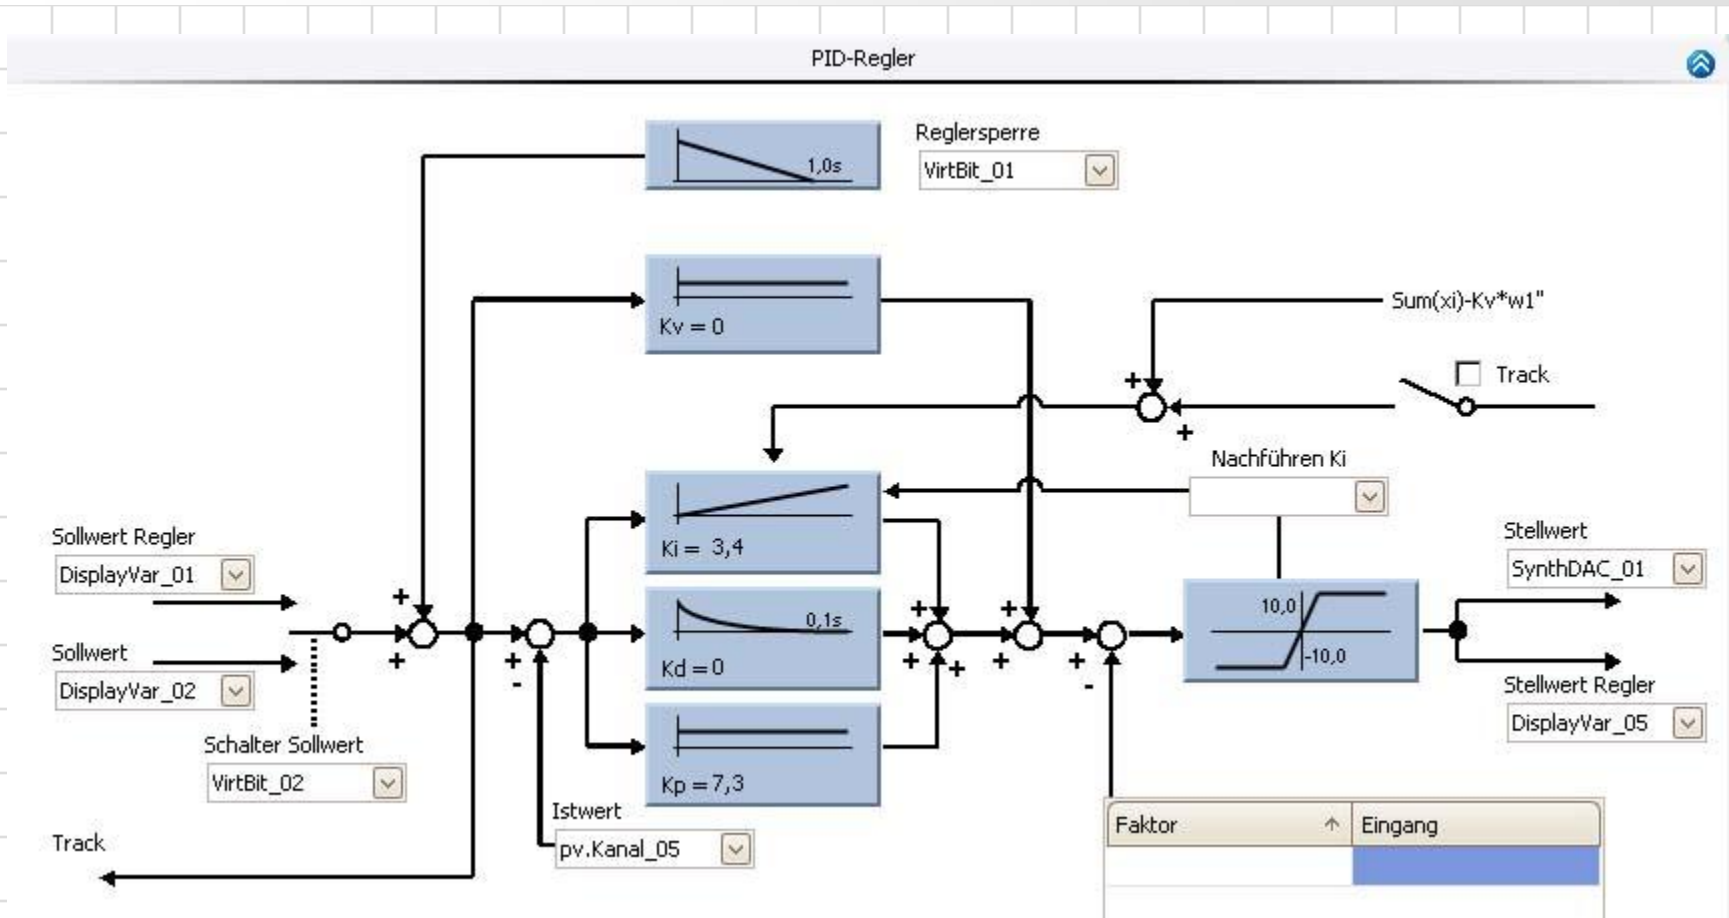 PID-Regler
1,0s
Reglersperre
VirtBit_01
Kv = 0
Sum(xi)-Kv*w1"
+
+
Track
Nachführen Ki
Ki = 3,4
Sollwert Regler
DisplayVar_01
Stellwert
SynthDAC_01
0,1s
Kd = 0
10,0
-10,0
+
+
+
-
+
+
+
+
+
+
-
Sollwert
DisplayVar_02
Stellwert Regler
DisplayVar_05
Schalter Sollwert
VirtBit_02
Kp = 7,3
Istwert
pv.Kanal_05
Track
Faktor
Eingang